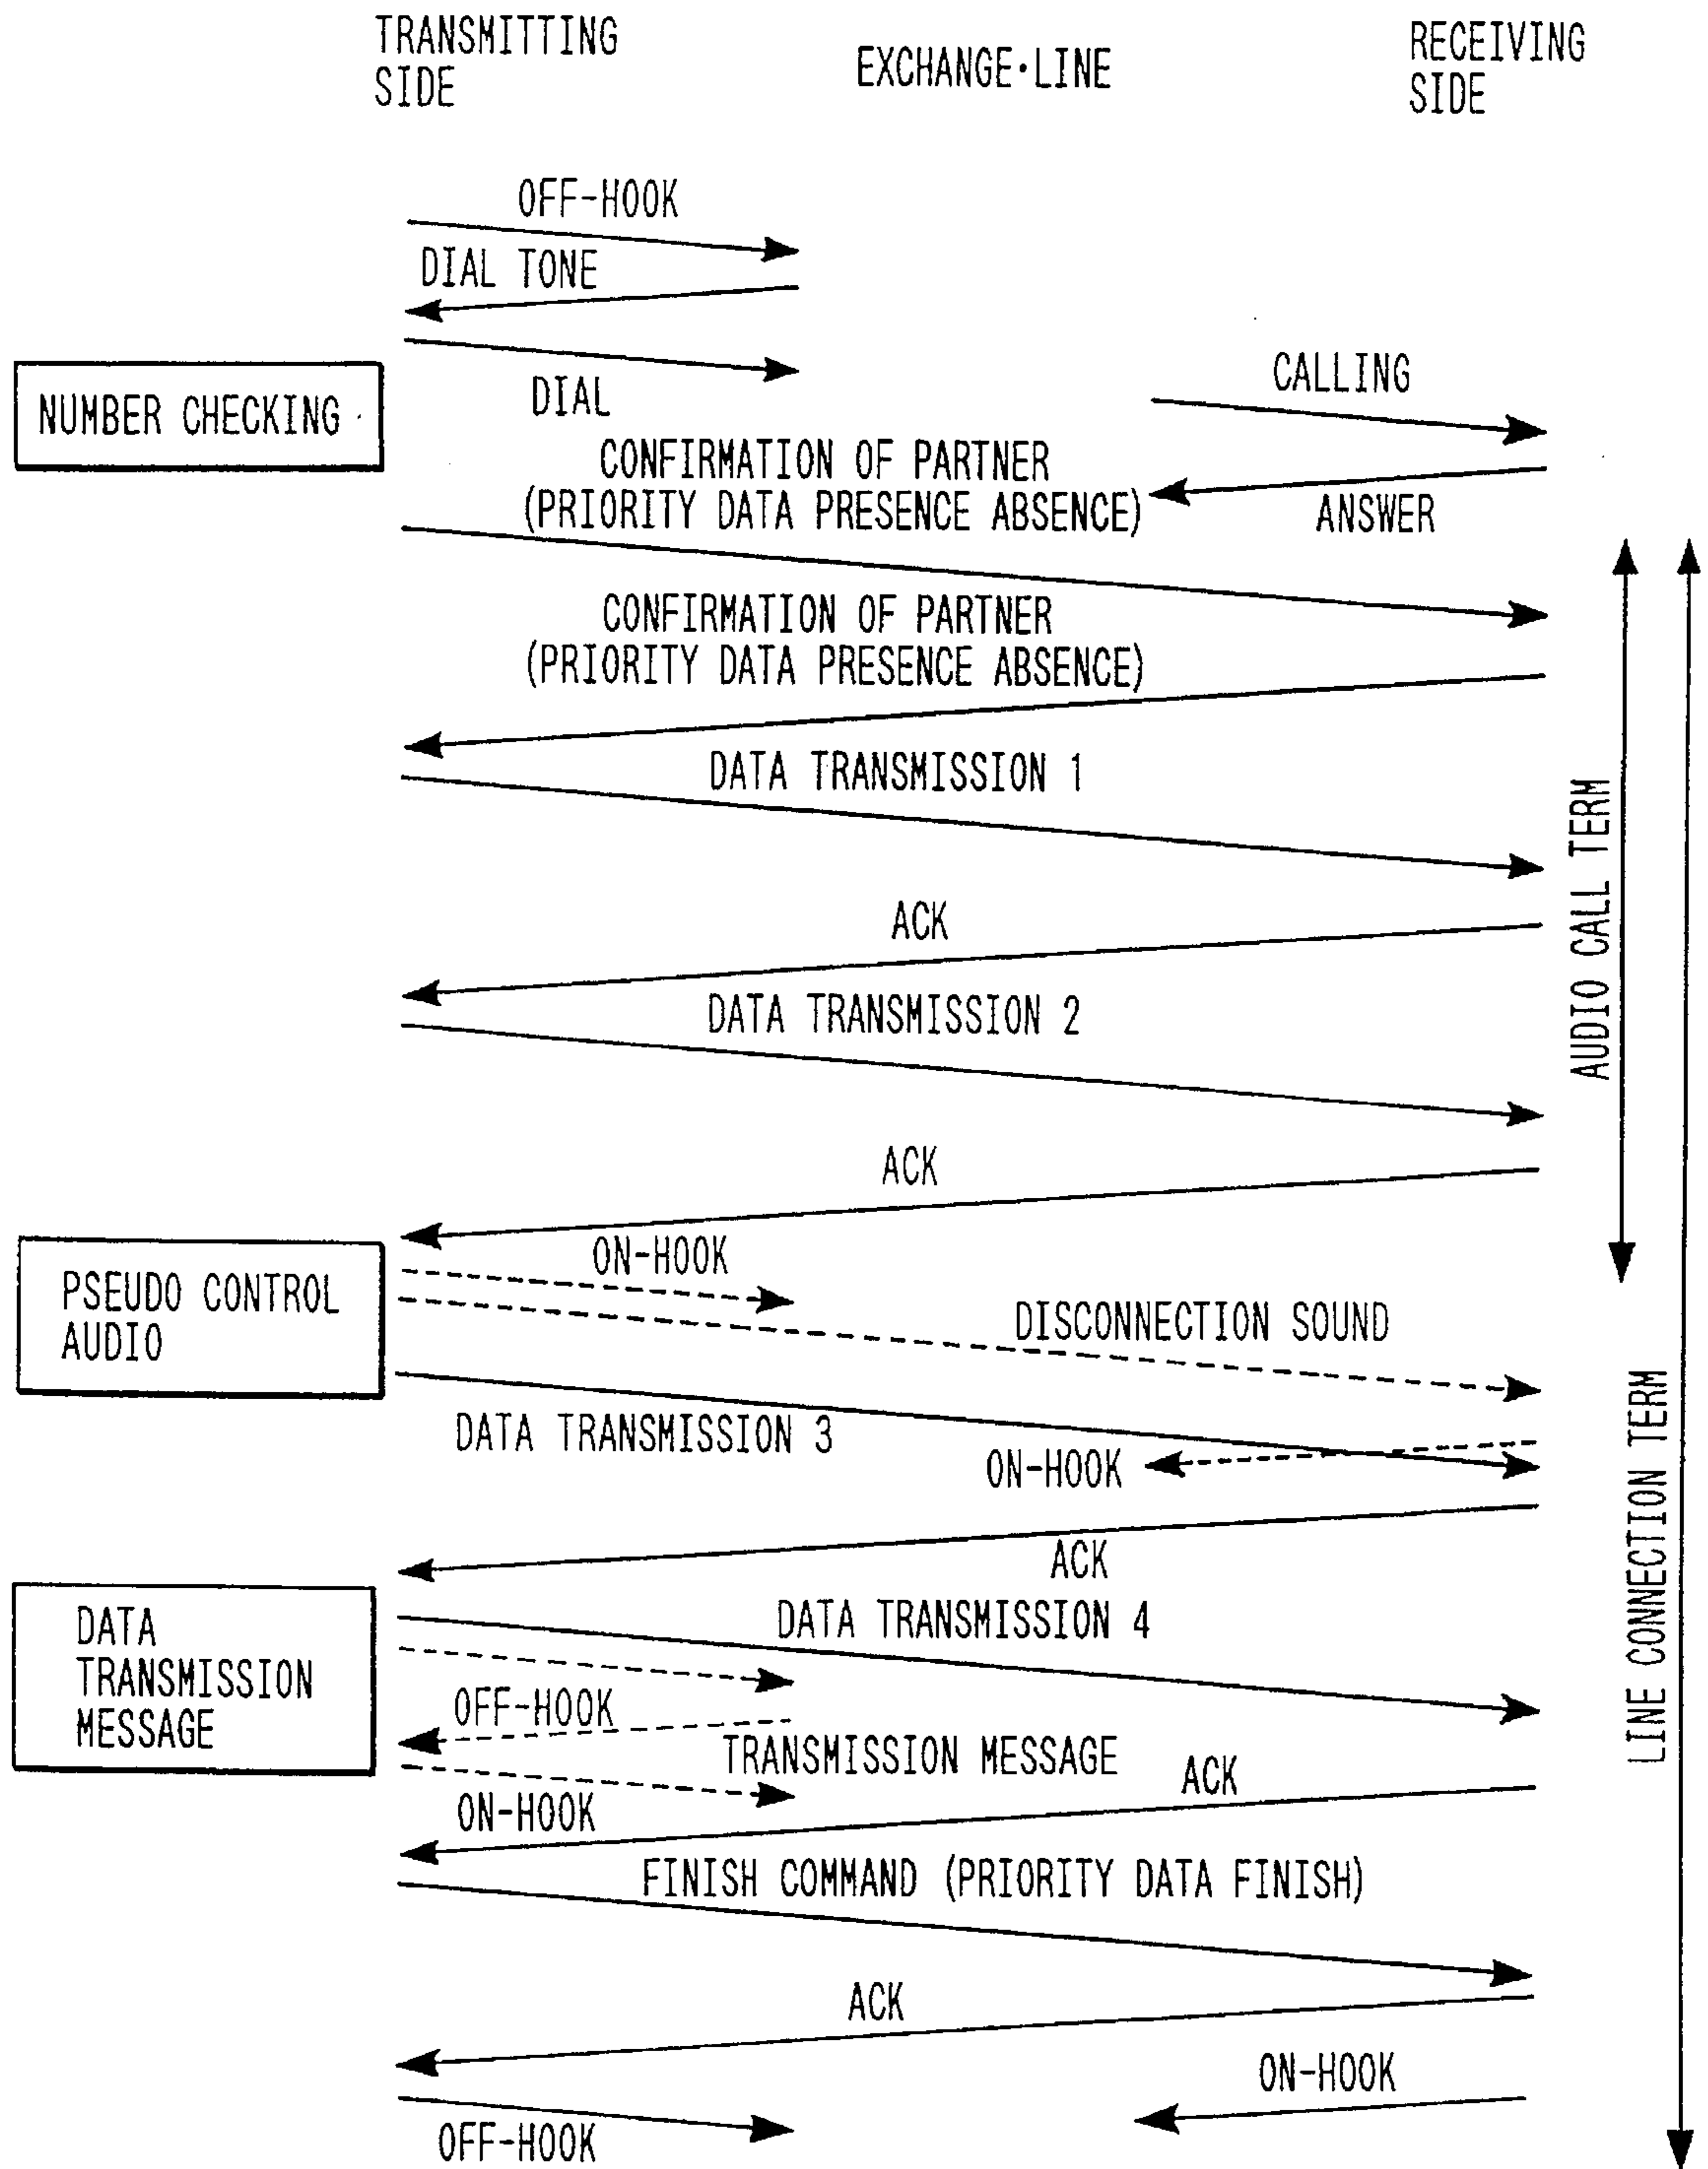 TRANSMITTING
SIDE
EXCHANGE·LINE
RECEIVING
SIDE
OFF-HOOK
DIAL TONE
DIAL
NUMBER CHECKING
CALLING
CONFIRMATION OF PARTNER
(PRIORITY DATA PRESENCE ABSENCE)
ANSWER
CONFIRMATION OF PARTNER
(PRIORITY DATA PRESENCE ABSENCE)
DATA TRANSMISSION 1
AUDIO CALL TERM
ACK
DATA TRANSMISSION 2
ACK
ON-HOOK
PSEUDO CONTROL
AUDIO
DISCONNECTION SOUND
DATA TRANSMISSION 3
ON-HOOK
LINE CONNECTION TERM
ACK
DATA TRANSMISSION 4
DATA
TRANSMISSION
MESSAGE
OFF-HOOK
TRANSMISSION MESSAGE
ACK
ON-HOOK
FINISH COMMAND (PRIORITY DATA FINISH)
ACK
ON-HOOK
OFF-HOOK